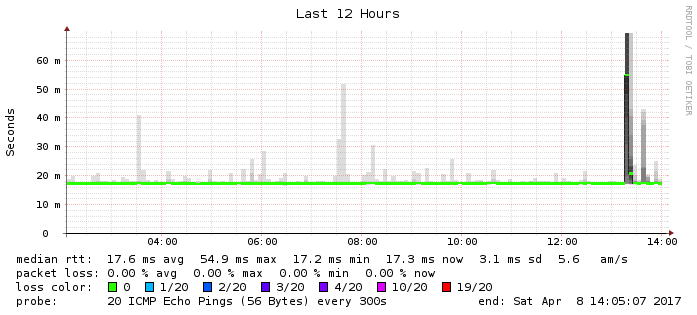 Last 12 Hours
RRDTOOL / TOBI OETIKER
Seconds
60 m
50 m
40 m
30 m
20 m
10 m
0
04:00 06:00 08:00 10:00 12:00 14:00
median rtt: 17.6 ms avg 54.9 ms max 17.2 ms min 17.3 ms now 3.1 ms sd 5.6 am/s
packet loss: 0.00 % avg 0.00 % max 0.00 % min 0.00 % now
loss color: 0 1/20 2/20 3/20 4/20 10/20 19/20
probe: 20 ICMP Echo Pings (56 Bytes) every 300s end: Sat Apr 8 14:05:07 2017